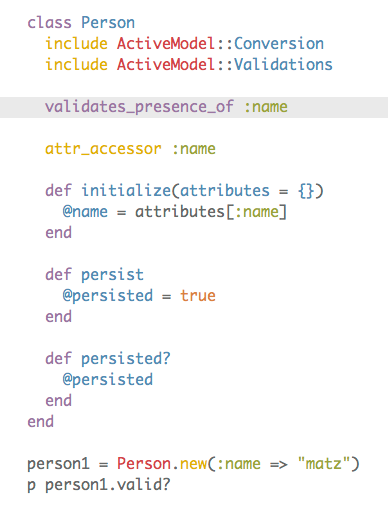 class Person
  include ActiveModel::Conversion
  include ActiveModel::Validations

  validates_presence_of :name

  attr_accessor :name

  def initialize(attributes = {})
    @name = attributes[:name]
  end

  def persist
    @persisted = true
  end

  def persisted?
    @persisted
  end
end

person1 = Person.new(:name => "matz")
p person1.valid?